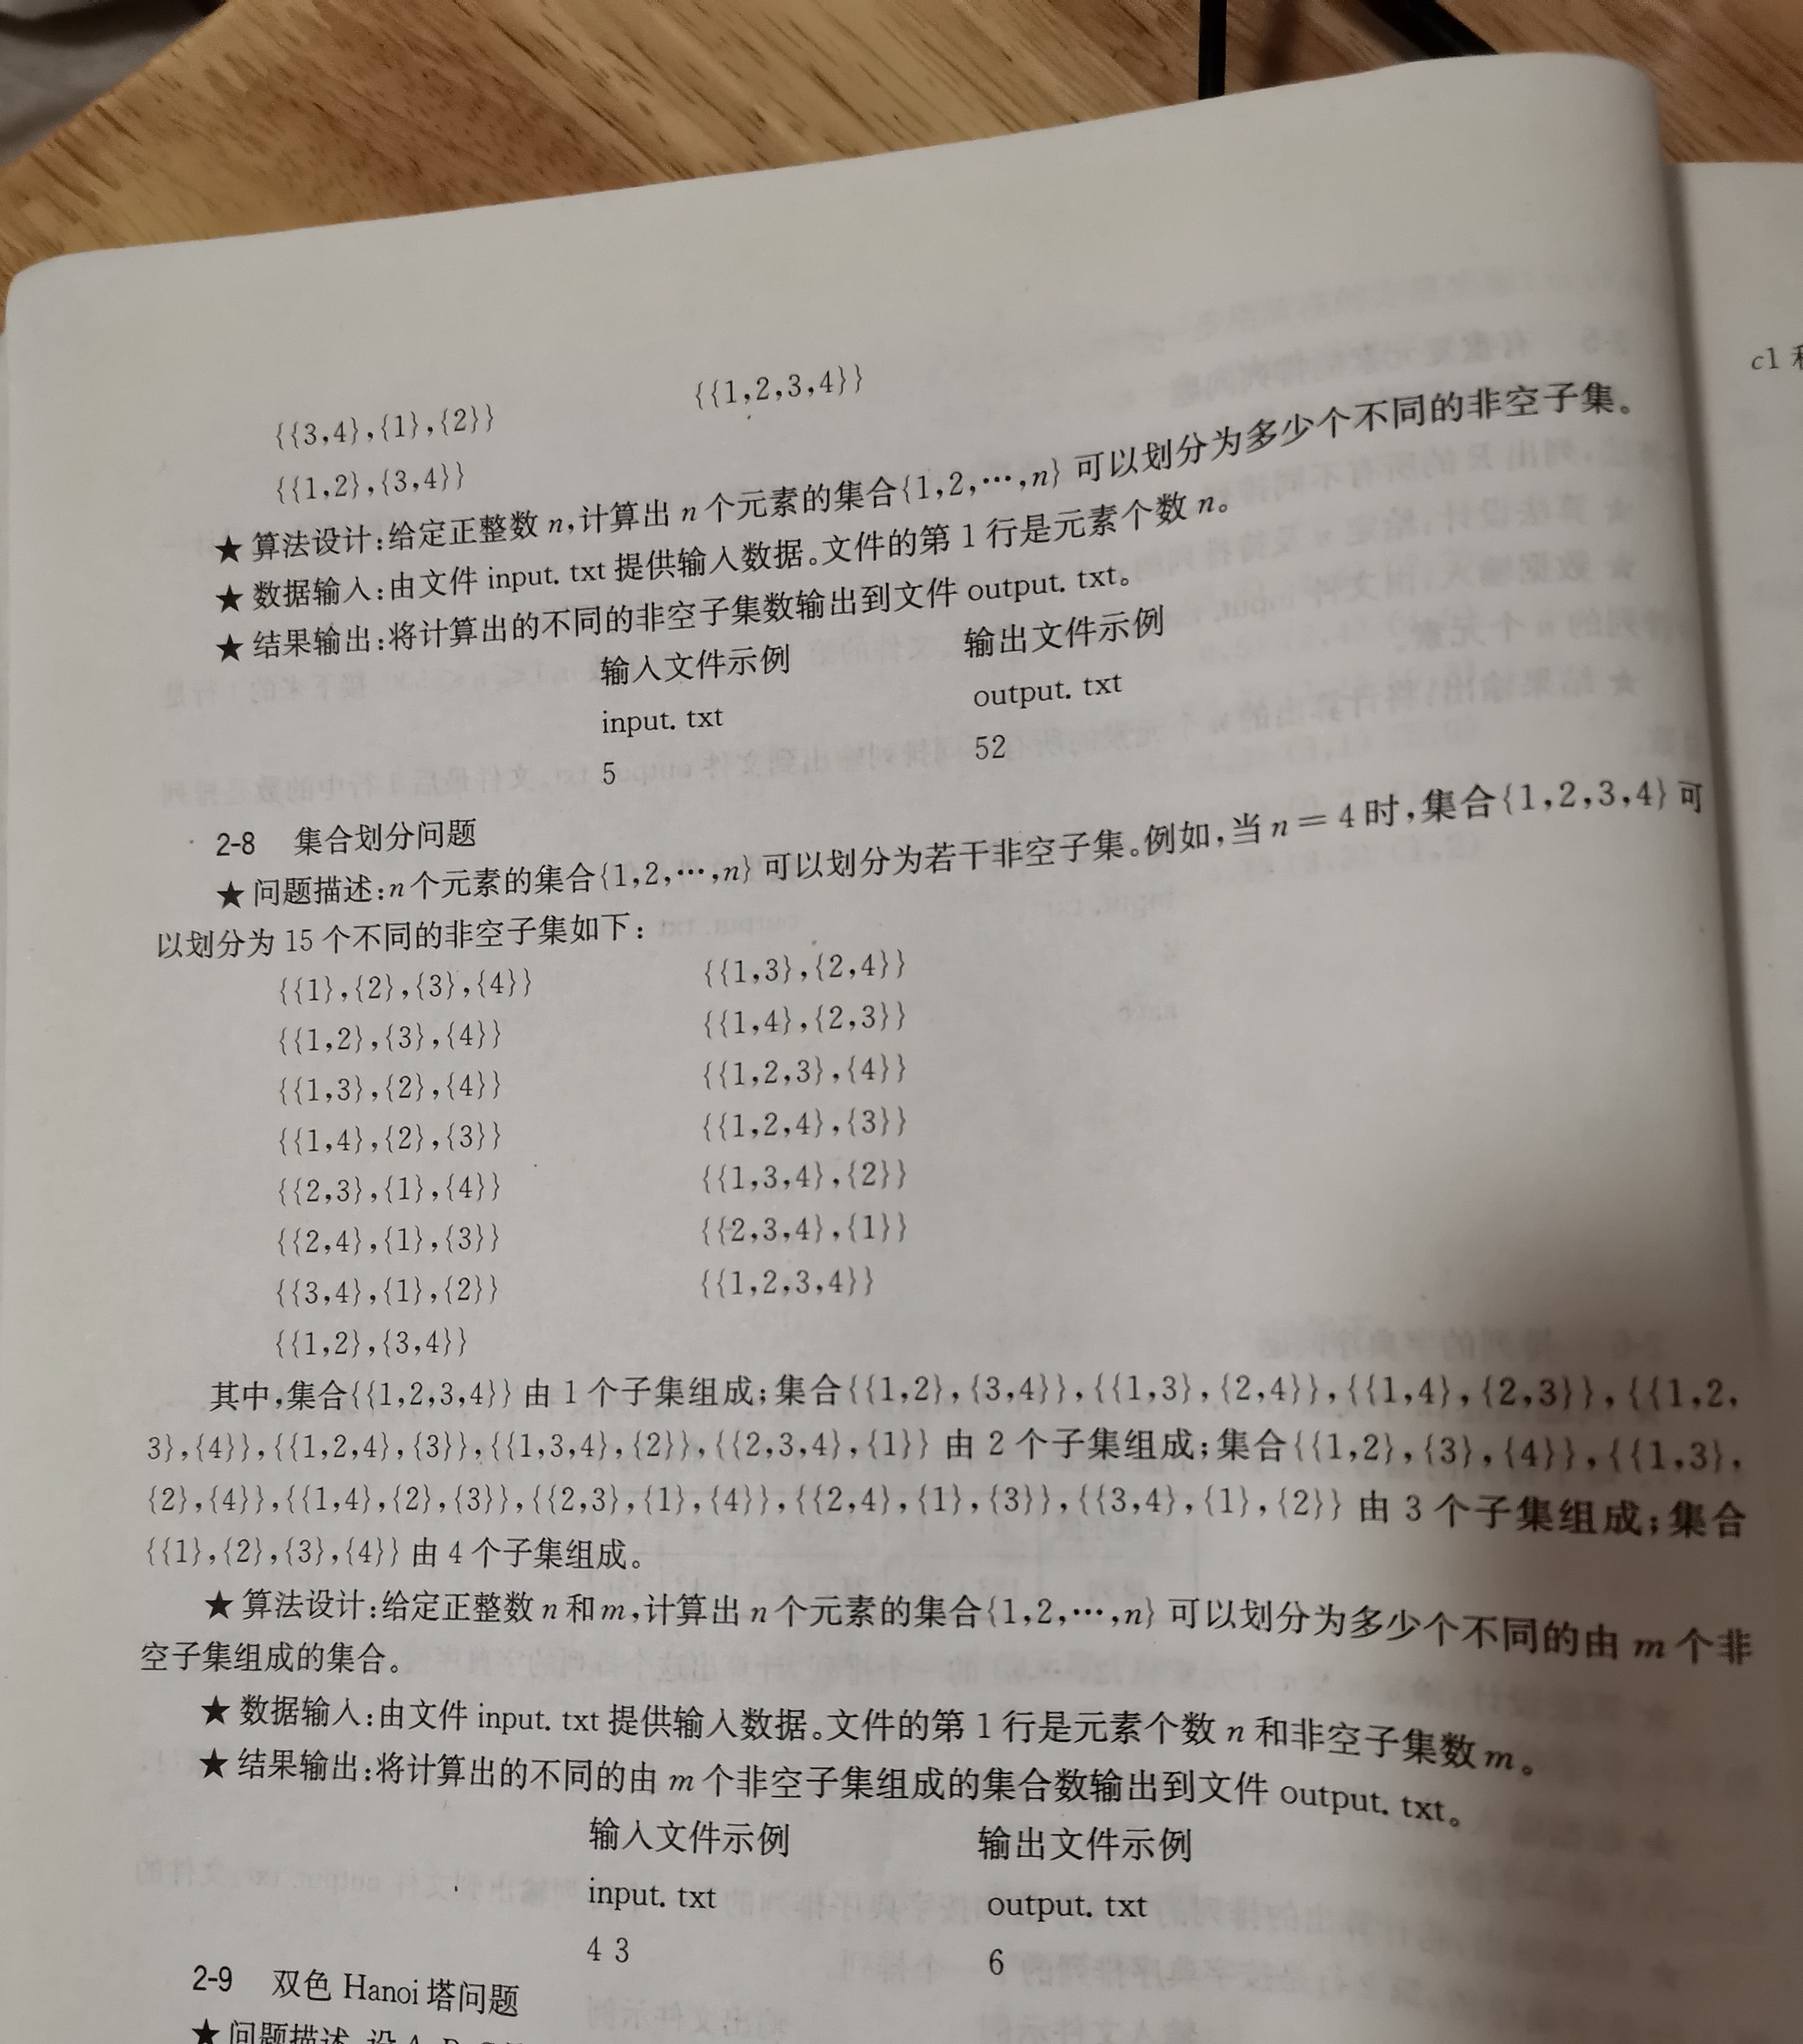 {{3,4},{1},{2}} {{1,2,3,4}}
{{1,2},{3,4}}
★ 算法设计:给定正整数 n,计算出 n 个元素的集合{1,2,…,n} 可以划分为多少个不同的非空子集。
★ 数据输入:由文件 input. txt 提供输入数据。文件的第 1 行是元素个数 n。
★ 结果输出:将计算出的不同的非空子集数输出到文件 output. txt。
输入文件示例 输出文件示例
input. txt output. txt
5 52
2-8 集合划分问题
★ 问题描述:n 个元素的集合{1,2,…,n} 可以划分为若干非空子集。例如,当 n = 4 时,集合{1,2,3,4} 可
以划分为 15 个不同的非空子集如下:
{{1},{2},{3},{4}} {{1,3},{2,4}}
{{1,2},{3},{4}} {{1,4},{2,3}}
{{1,3},{2},{4}} {{1,2,3},{4}}
{{1,4},{2},{3}} {{1,2,4},{3}}
{{2,3},{1},{4}} {{1,3,4},{2}}
{{2,4},{1},{3}} {{2,3,4},{1}}
{{3,4},{1},{2}} {{1,2,3,4}}
{{1,2},{3,4}}
其中,集合{{1,2,3,4}} 由 1 个子集组成;集合{{1,2},{3,4}},{{1,3},{2,4}},{{1,4},{2,3}},{{1,2,
3},{4}},{{1,2,4},{3}},{{1,3,4},{2}},{{2,3,4},{1}} 由 2 个子集组成;集合{{1,2},{3},{4}},{{1,3},
{2},{4}},{{1,4},{2},{3}},{{2,3},{1},{4}},{{2,4},{1},{3}},{{3,4},{1},{2}} 由 3 个子集组成;集合
{{1},{2},{3},{4}} 由 4 个子集组成。
★ 算法设计:给定正整数 n 和 m,计算出 n 个元素的集合{1,2,…,n} 可以划分为多少个不同的由 m 个非
空子集组成的集合。
★ 数据输入:由文件 input. txt 提供输入数据。文件的第 1 行是元素个数 n 和非空子集数 m。
★ 结果输出:将计算出的不同的由 m 个非空子集组成的集合数输出到文件 output. txt。
输入文件示例 输出文件示例
input. txt output. txt
4 3 6
2-9 双色 Hanoi 塔问题
★ 问题描述
c1